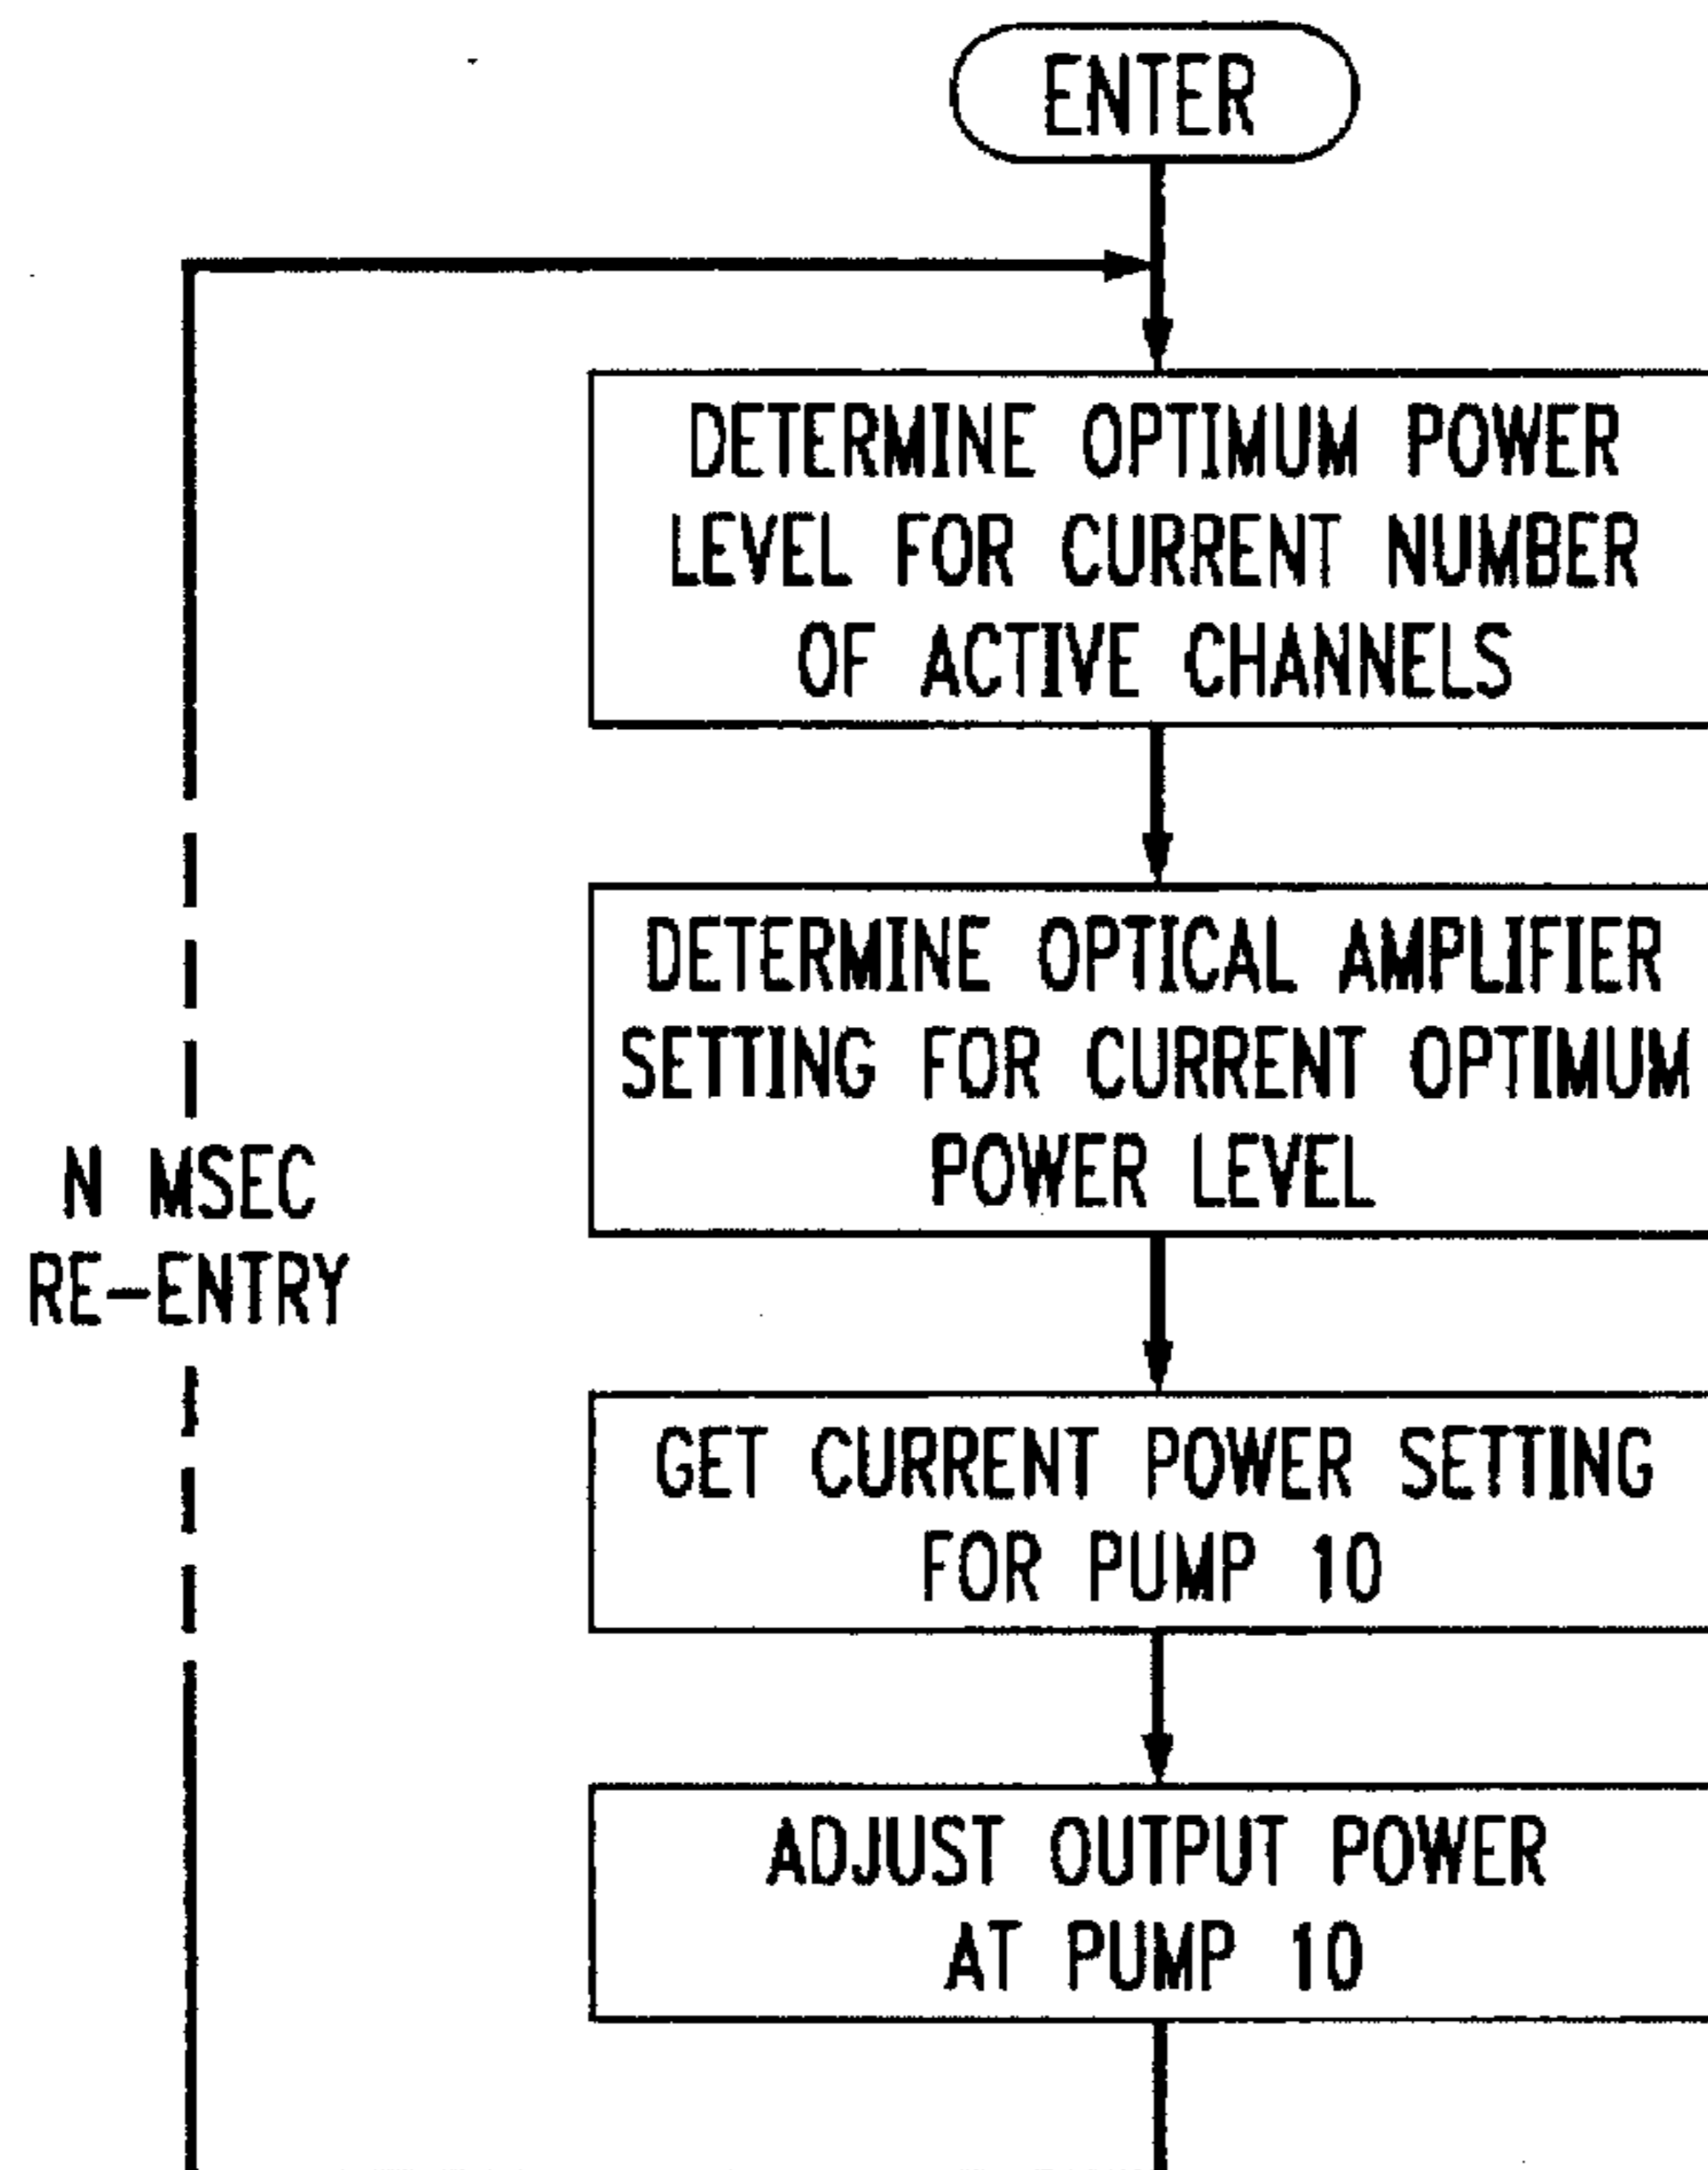 ENTER
DETERMINE OPTIMUM POWER
LEVEL FOR CURRENT NUMBER
OF ACTIVE CHANNELS
DETERMINE OPTICAL AMPLIFIER
SETTING FOR CURRENT OPTIMUM
POWER LEVEL
N MSEC
RE-ENTRY
GET CURRENT POWER SETTING
FOR PUMP 10
ADJUST OUTPUT POWER
AT PUMP 10